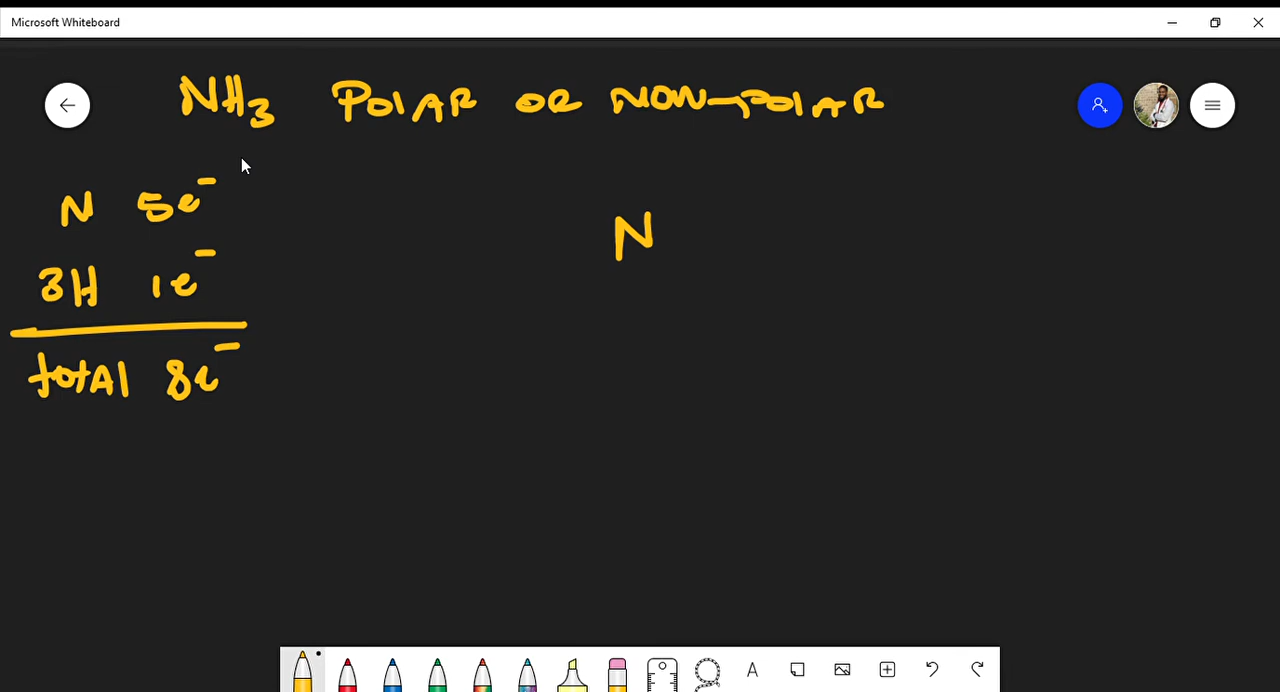 Microsoft Whiteboard
NH3 POLAR OR NON-POLAR
N 5e-
3H 1e-
total 8e-
N
A